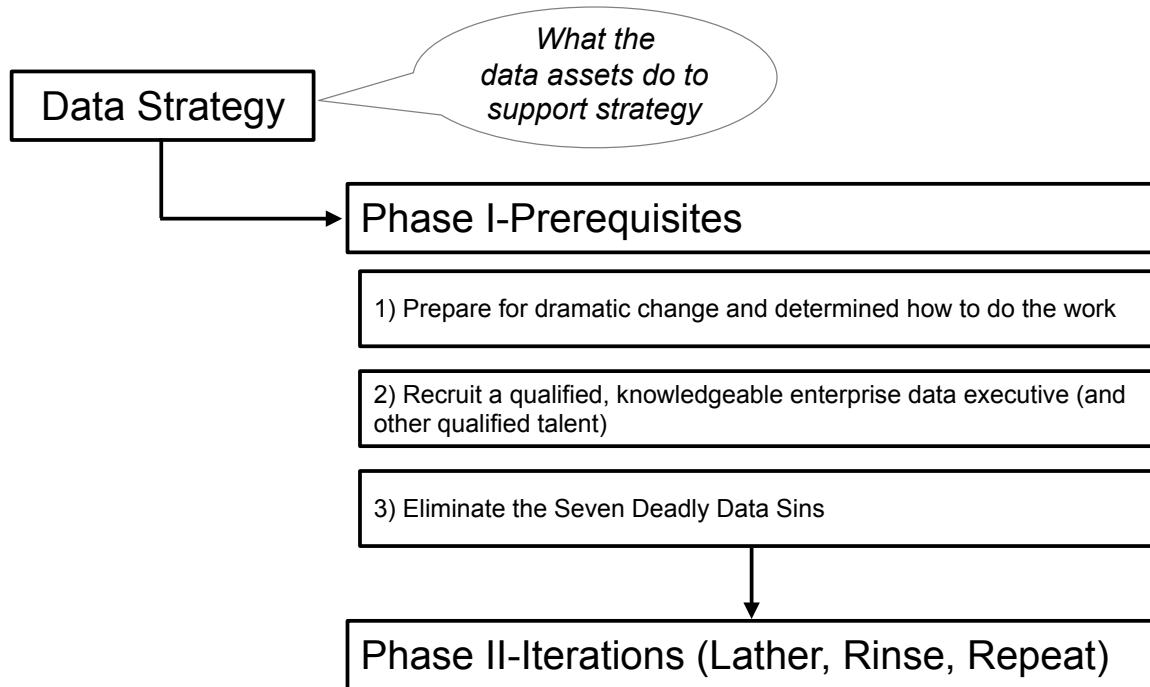 What the
data assets do to
support strategy
Data Strategy
Phase I-Prerequisites
1) Prepare for dramatic change and determined how to do the work
2) Recruit a qualified, knowledgeable enterprise data executive (and
other qualified talent)
3) Eliminate the Seven Deadly Data Sins
Phase II-Iterations (Lather, Rinse, Repeat)